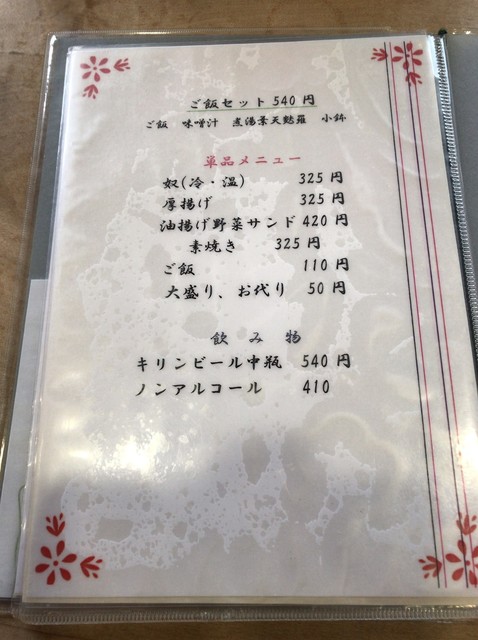 ご飯セット 540 円
ご飯 味噌汁 煮湯葉天麩羅 小鉢
単品メニュー
奴(冷・温) 325 円
厚揚げ 325 円
油揚げ野菜サンド 420 円
素焼き 325 円
ご飯 110 円
大盛り、お代り 50 円
飲み物
キリンビール中瓶 540 円
ノンアルコール 410